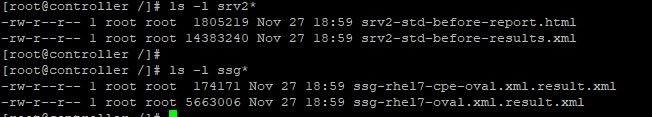 [root@controller /]# ls -l srv2*
-rw-r--r-- 1 root root  1805219 Nov 27 18:59 srv2-std-before-report.html
-rw-r--r-- 1 root root 14383240 Nov 27 18:59 srv2-std-before-results.xml
[root@controller /]#
[root@controller /]# ls -l ssg*
-rw-r--r-- 1 root root  174171 Nov 27 18:59 ssg-rhel7-cpe-oval.xml.result.xml
-rw-r--r-- 1 root root 5663006 Nov 27 18:59 ssg-rhel7-oval.xml.result.xml
[root@controller /]#